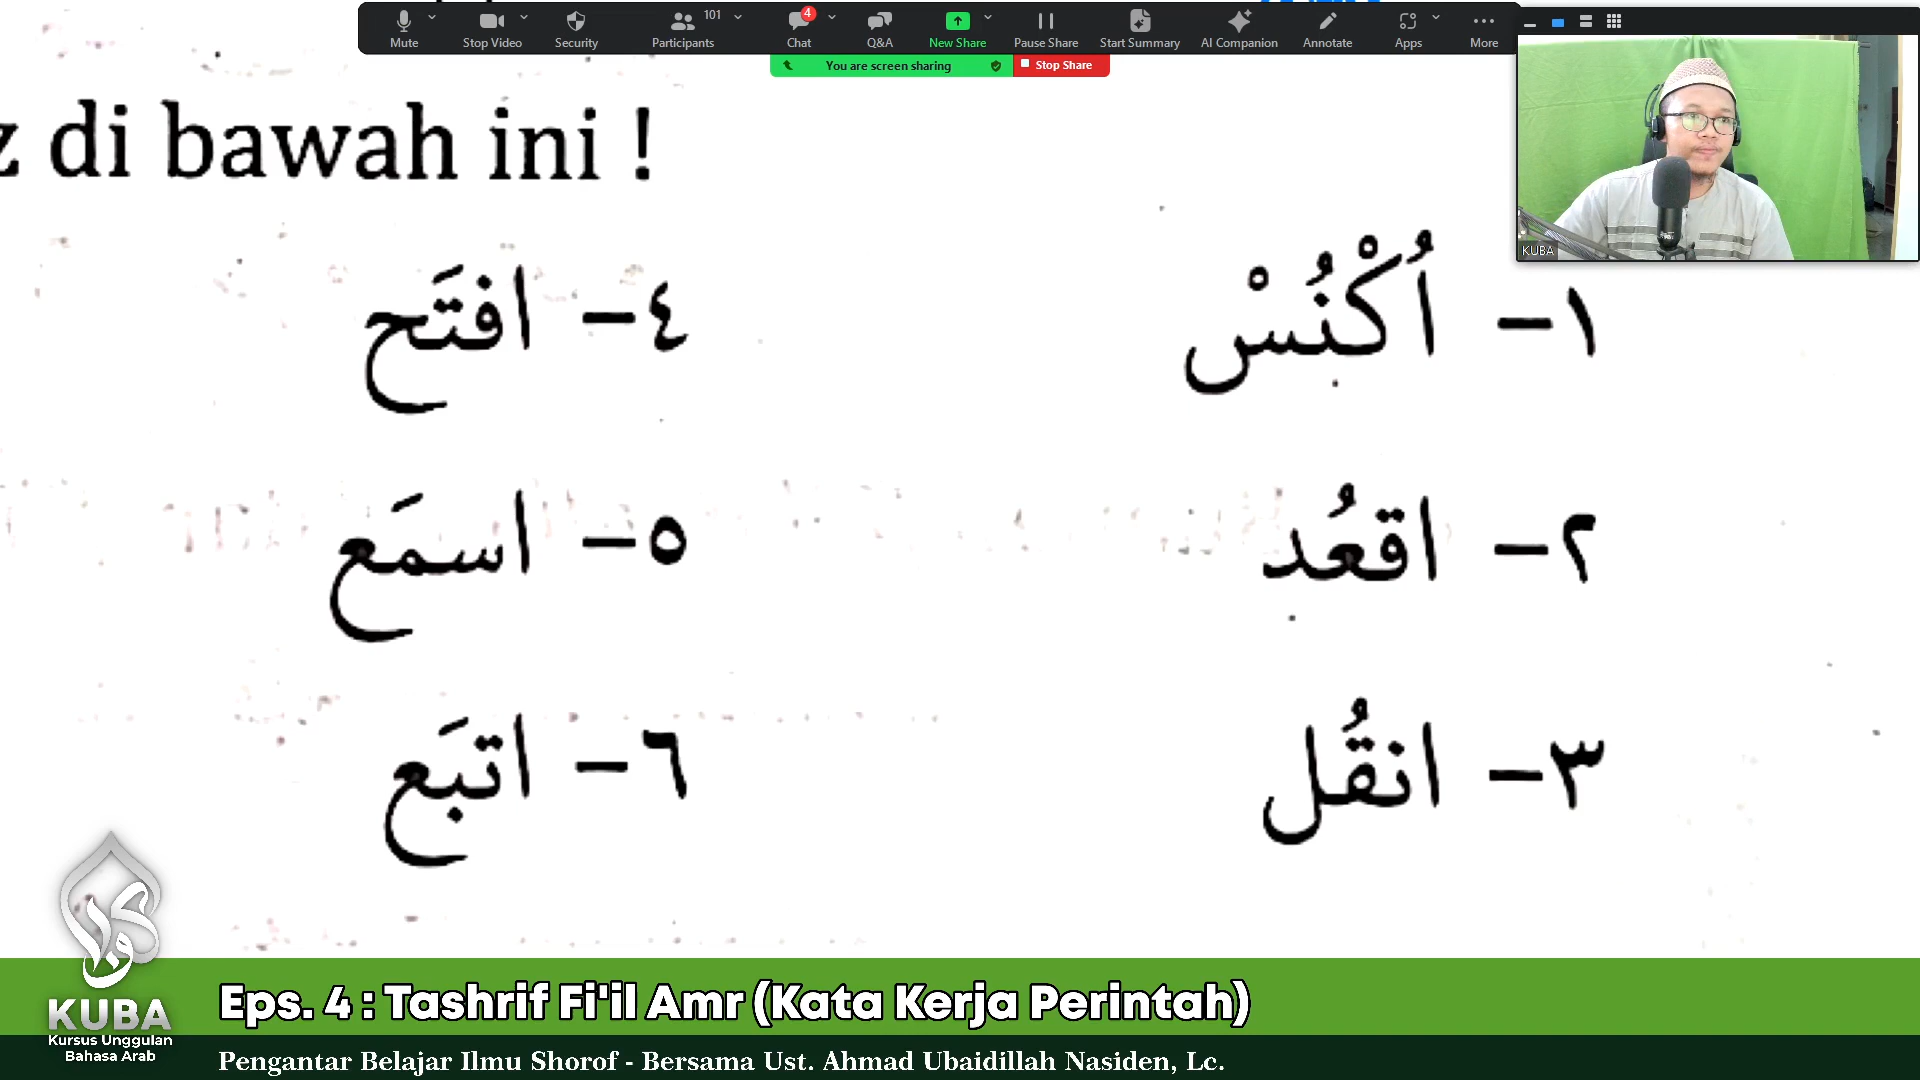 Mute
Stop Video
Security
Participants 101
Chat 4
Q&A
New Share
Pause Share
Start Summary
AI Companion
Annotate
Apps
More
You are screen sharing
Stop Share
KUBA
z di bawah ini !
١– اُكْنُسْ
٢– اقعُد
٣– انقُل
٤– افتَح
٥– اسمَع
٦– اتبَع
KUBA
Kursus Unggulan
Bahasa Arab
Eps. 4 : Tashrif Fi'il Amr (Kata Kerja Perintah)
Pengantar Belajar Ilmu Shorof - Bersama Ust. Ahmad Ubaidillah Nasiden, Lc.